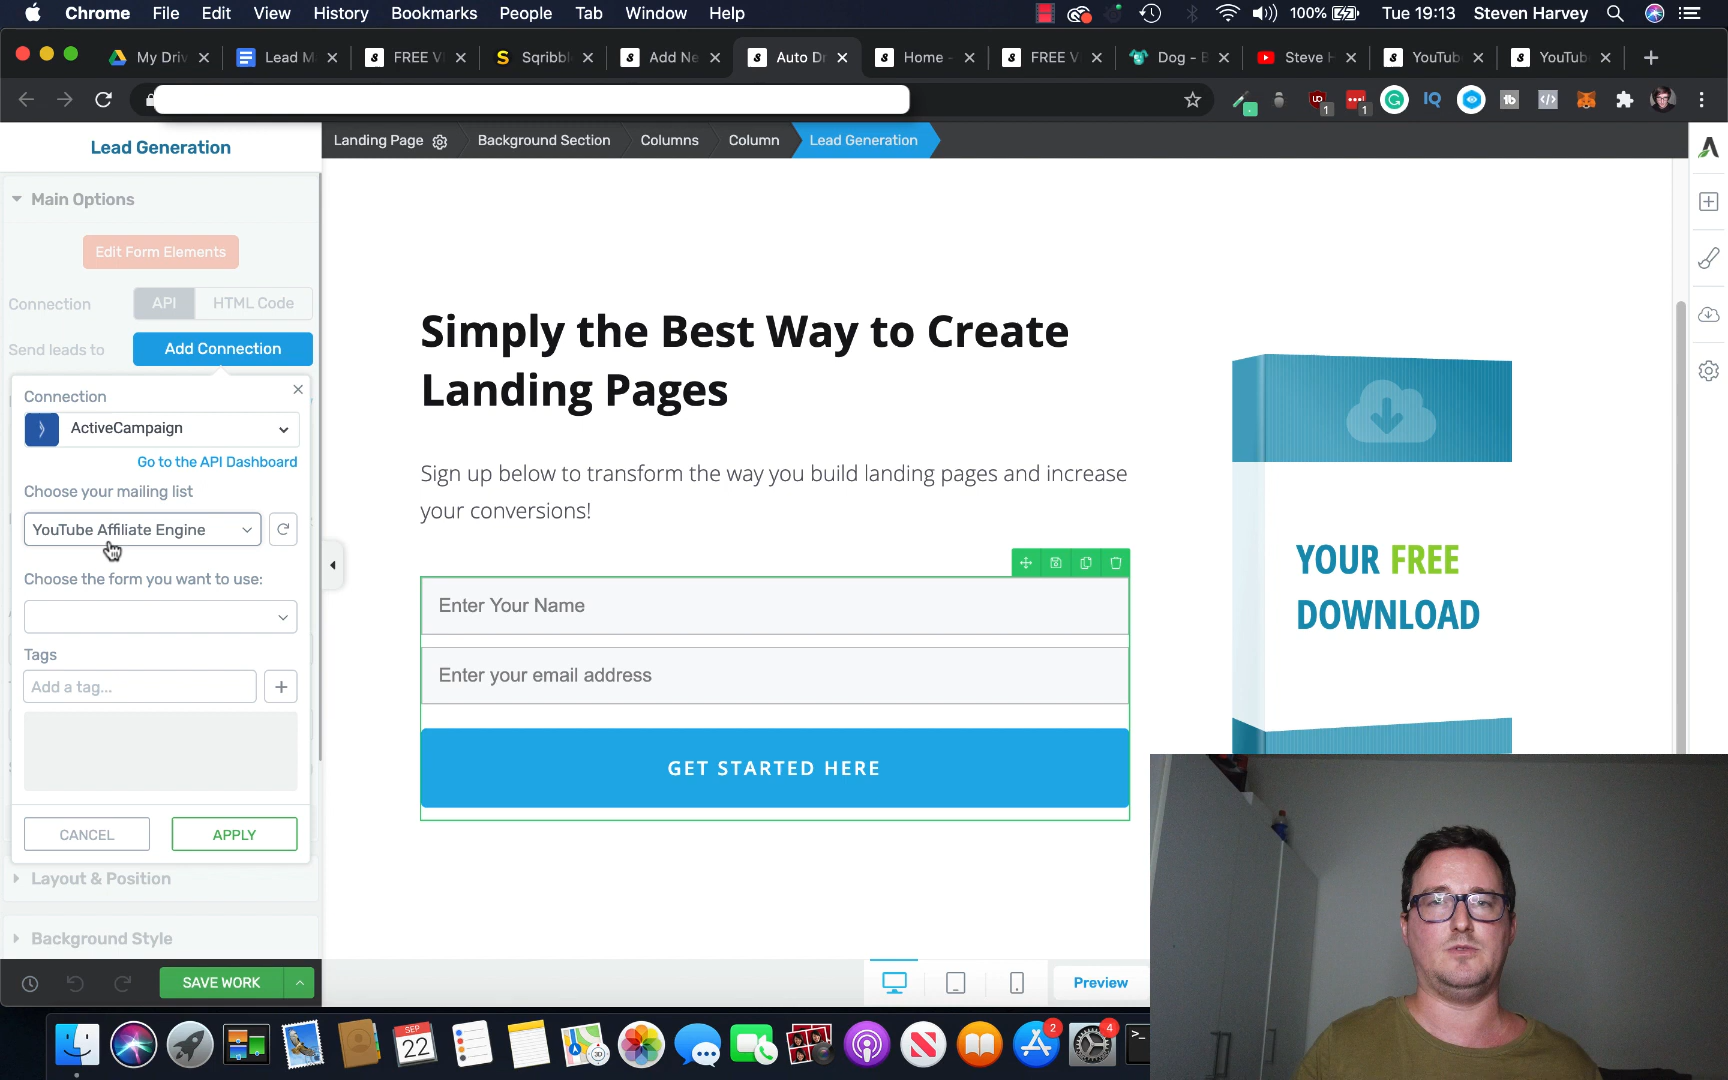 Chrome File Edit View History Bookmarks People Tab Window Help 100% Tue 19:13 Steven Harvey
My Driv Lead M FREE V Sqribbl Add Ne Auto Dr Home - FREE V Dog - B Steve H YouTub YouTub
Lead Generation
Landing Page Background Section Columns Column Lead Generation
Main Options
Edit Form Elements
Connection API HTML Code
Send leads to Add Connection
Connection
ActiveCampaign
Go to the API Dashboard
Choose your mailing list
YouTube Affiliate Engine
Choose the form you want to use:
Tags
Add a tag...
CANCEL APPLY
Layout & Position
Background Style
SAVE WORK
Simply the Best Way to Create
Landing Pages
Sign up below to transform the way you build landing pages and increase
your conversions!
Enter Your Name
Enter your email address
GET STARTED HERE
YOUR FREE
DOWNLOAD
Preview
SEP
22
3D
2
4